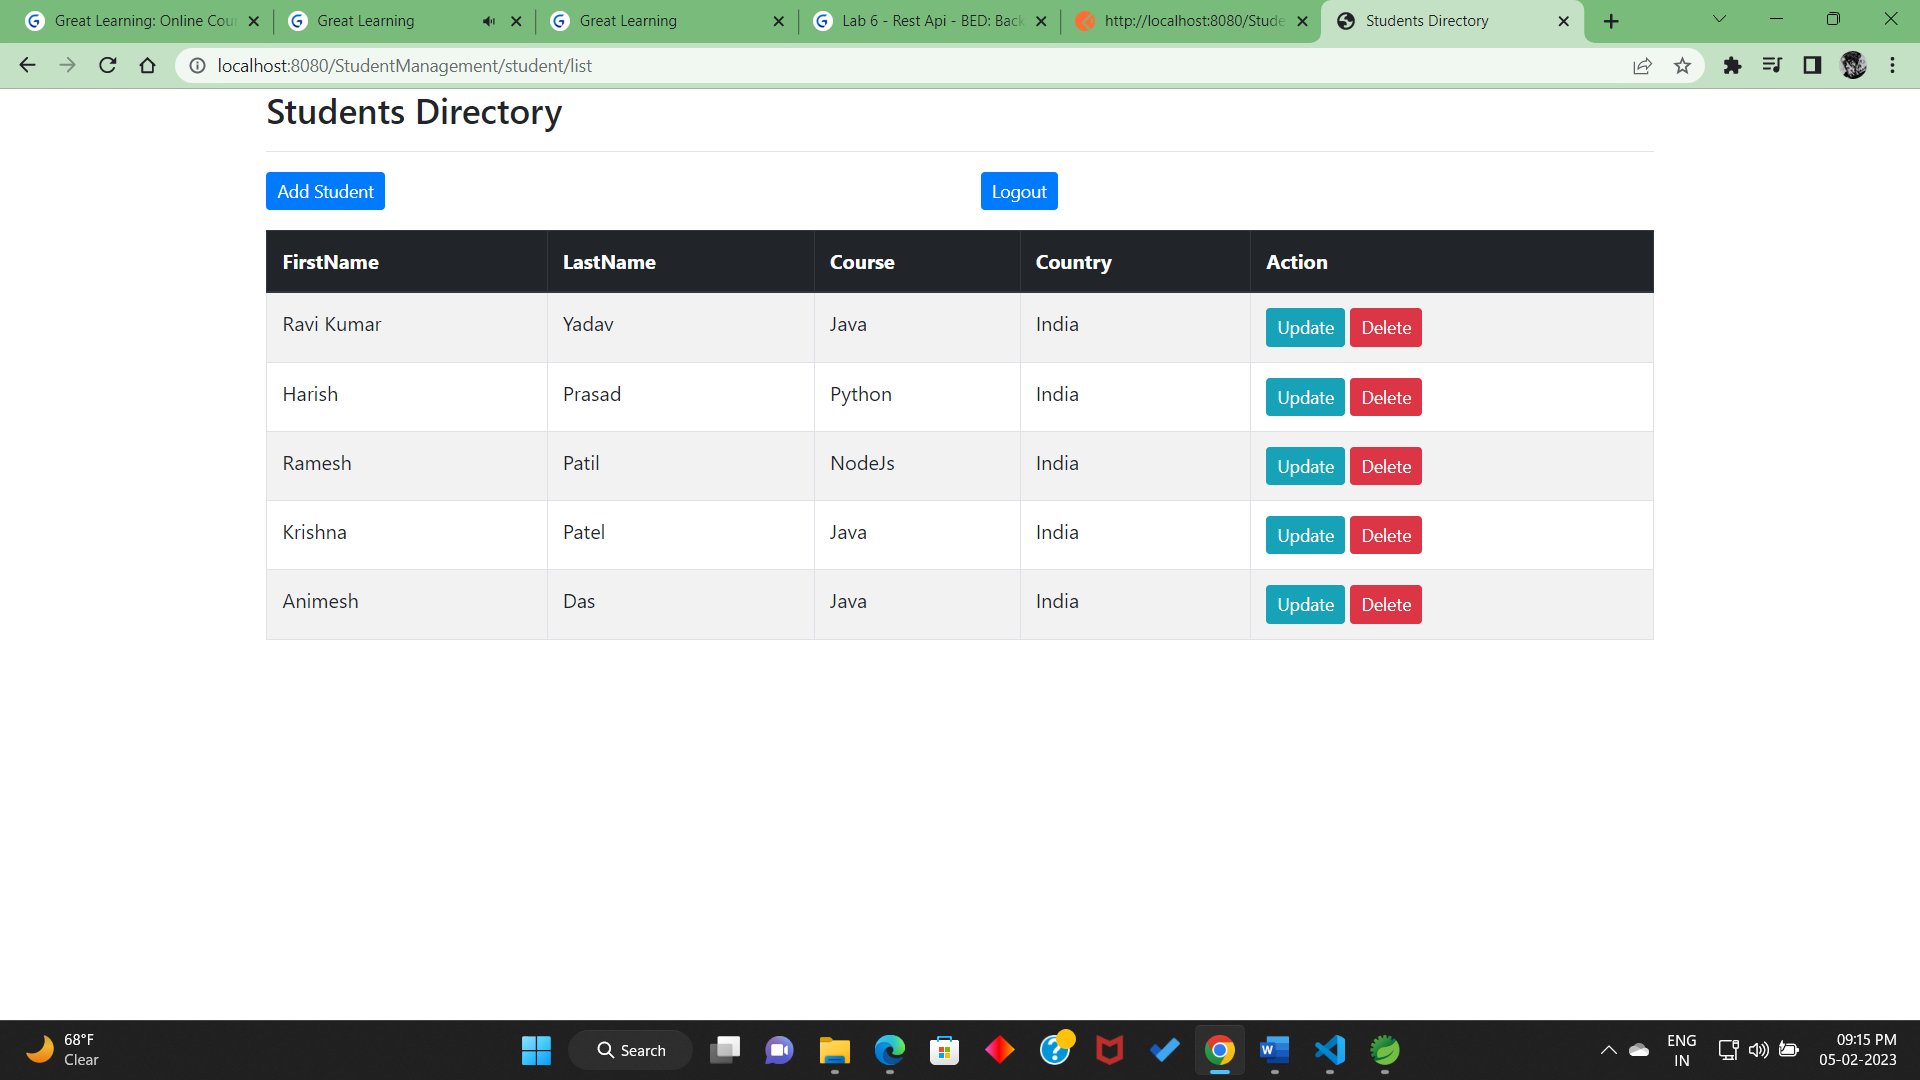 Great Learning: Online Cour
Great Learning
Great Learning
Lab 6 - Rest Api - BED: Back
http://localhost:8080/Stude
Students Directory
localhost:8080/StudentManagement/student/list
Students Directory
Add Student
Logout
FirstName LastName Course Country Action
Ravi Kumar Yadav Java India Update Delete
Harish Prasad Python India Update Delete
Ramesh Patil NodeJs India Update Delete
Krishna Patel Java India Update Delete
Animesh Das Java India Update Delete
68°F
Clear
Search
ENG
IN
09:15 PM
05-02-2023